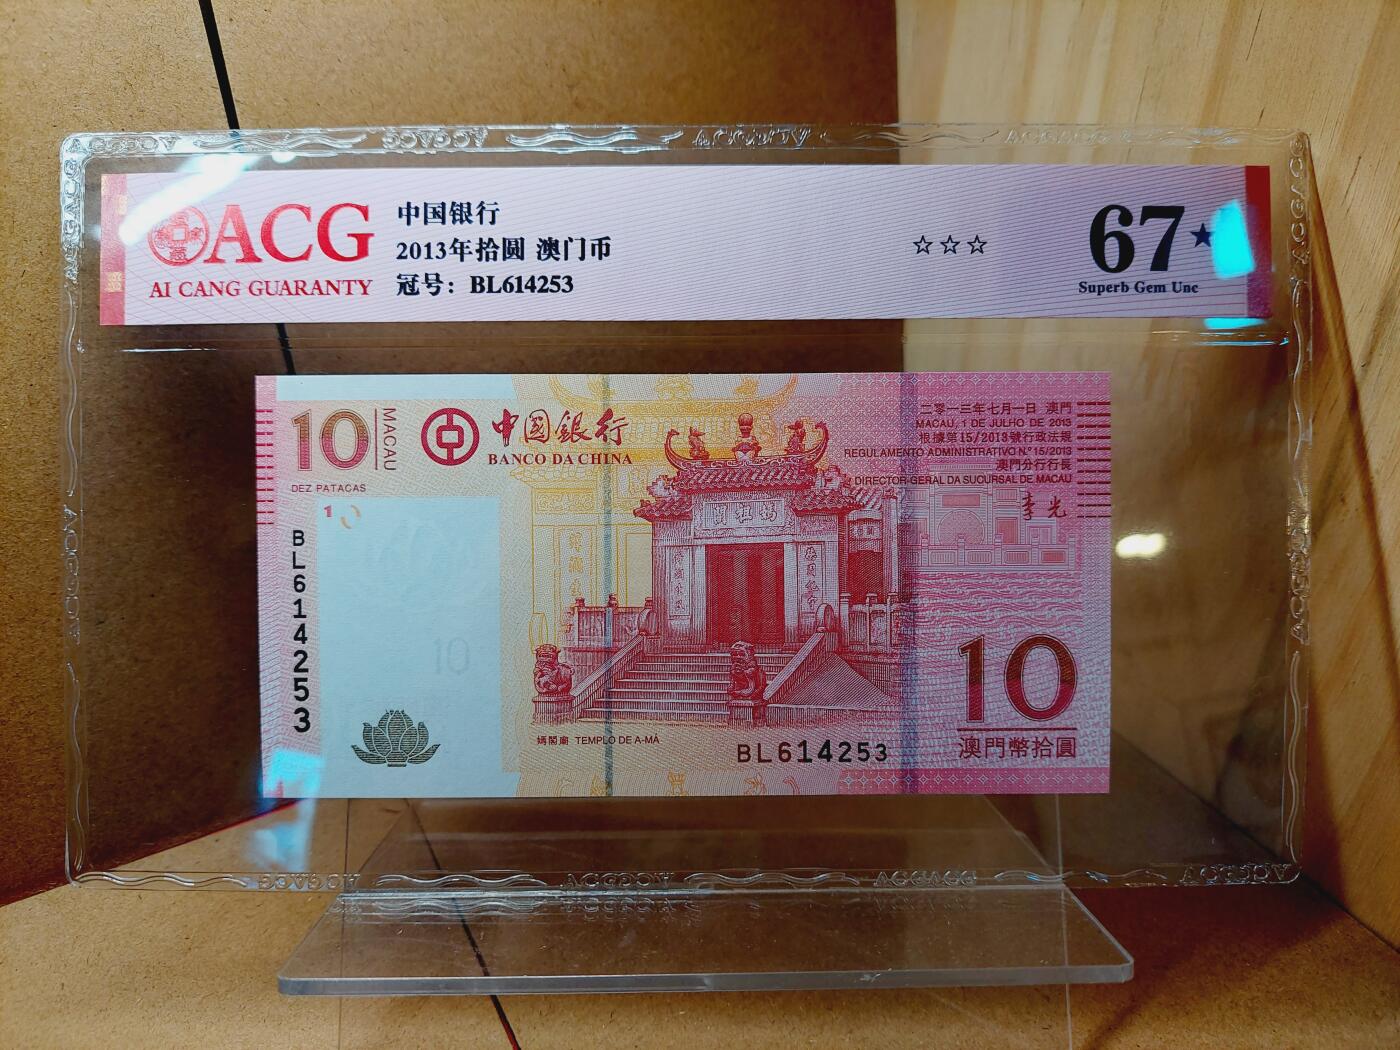 ACG
AI CANG GUARANTY
中国银行
2013年拾圆 澳门币
冠号：BL614253
☆☆☆
67★
Superb Gem Unc
10
MACAU
DEZ PATACAS
10
中國銀行
BANCO DA CHINA
二零一三年七月一日 澳門
MACAU, 1 DE JULHO DE 2013
根據第15/2013號行政法規
REGULAMENTO ADMINISTRATIVO N.º 15/2013
澳門分行行長
DIRECTOR-GERAL DA SUCURSAL DE MACAU
李光
BL614253
閣祖媽
10
媽閣廟 TEMPLO DE A-MÁ
BL614253
10
澳門幣拾圓